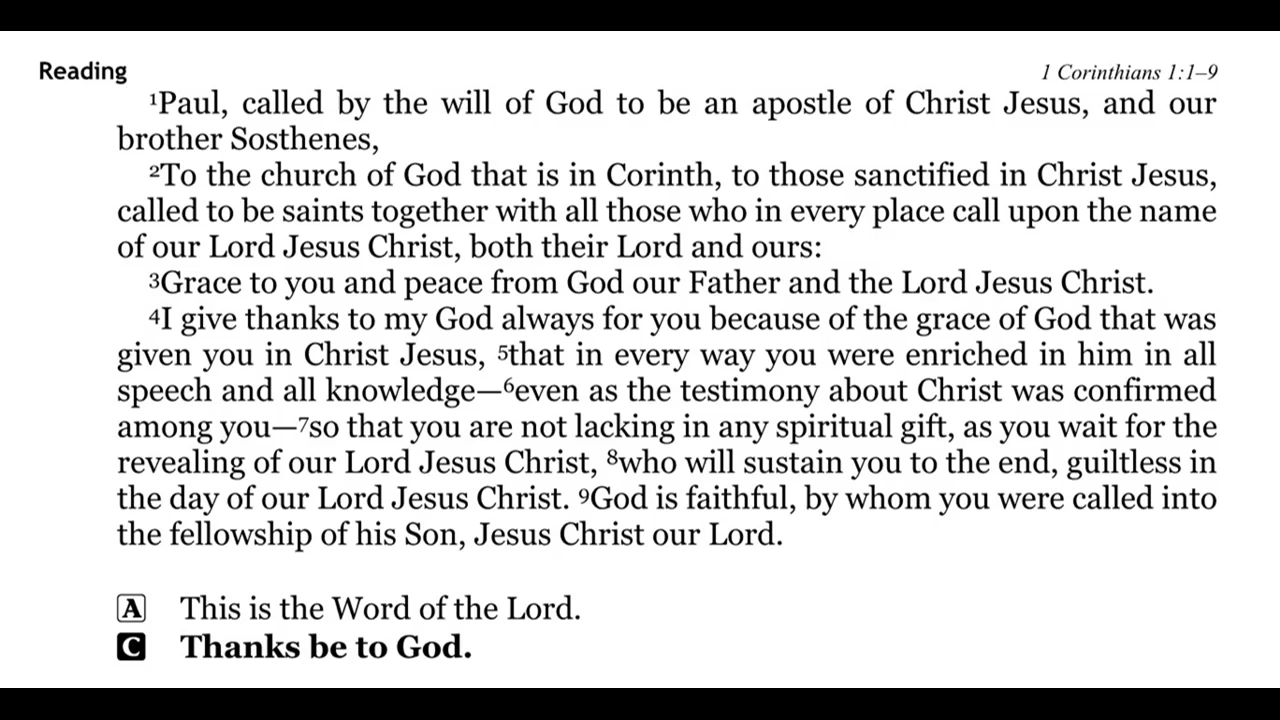 Reading 1 Corinthians 1:1–9
¹Paul, called by the will of God to be an apostle of Christ Jesus, and our
brother Sosthenes,
²To the church of God that is in Corinth, to those sanctified in Christ Jesus,
called to be saints together with all those who in every place call upon the name
of our Lord Jesus Christ, both their Lord and ours:
³Grace to you and peace from God our Father and the Lord Jesus Christ.
⁴I give thanks to my God always for you because of the grace of God that was
given you in Christ Jesus, ⁵that in every way you were enriched in him in all
speech and all knowledge—⁶even as the testimony about Christ was confirmed
among you—⁷so that you are not lacking in any spiritual gift, as you wait for the
revealing of our Lord Jesus Christ, ⁸who will sustain you to the end, guiltless in
the day of our Lord Jesus Christ. ⁹God is faithful, by whom you were called into
the fellowship of his Son, Jesus Christ our Lord.
A This is the Word of the Lord.
C Thanks be to God.